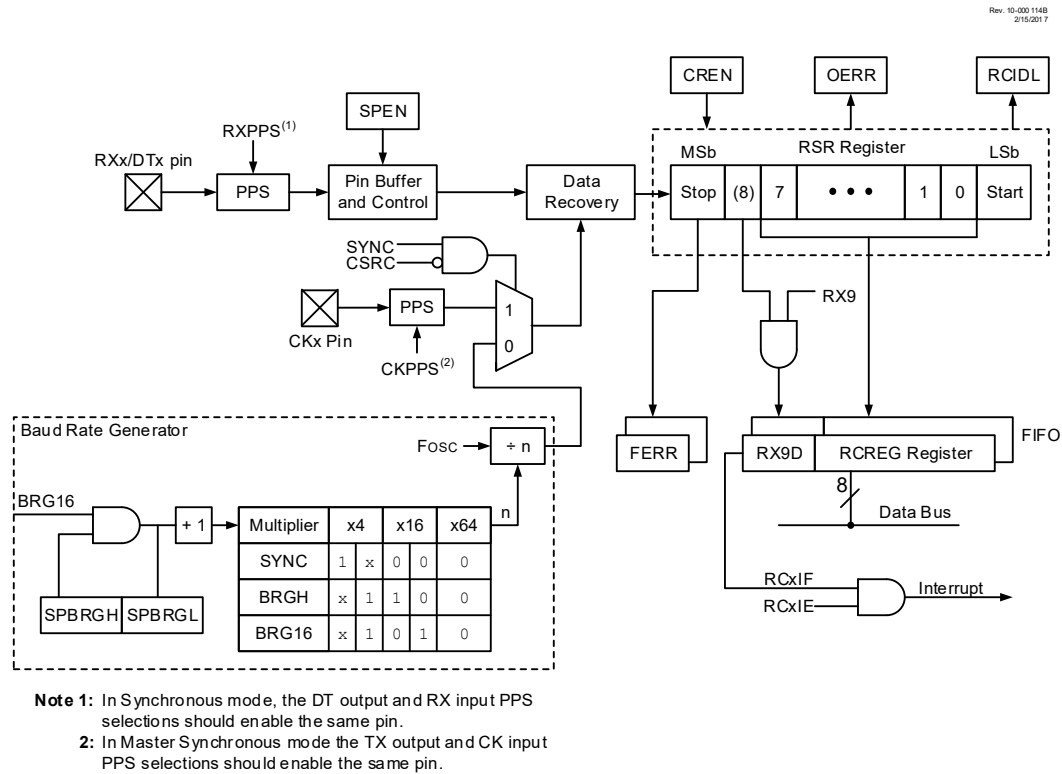 Rev. 10-000 114B
2/15/2017
CREN
OERR
RCIDL
SPEN
RXPPS(1)
RXx/DTx pin
PPS
Pin Buffer
and Control
Data
Recovery
MSb
RSR Register
LSb
Stop
(8)
7
• • •
1
0
Start
SYNC
CSRC
RX9
PPS
1
0
CKx Pin
CKPPS(2)
Baud Rate Generator
FOSC
÷ n
FERR
RX9D
RCREG Register
FIFO
8
Data Bus
BRG16
+ 1
n
Multiplier x4 x16 x64
SYNC 1 x 0 0 0
BRGH x 1 1 0 0
BRG16 x 1 0 1 0
SPBRGH SPBRGL
RCxIF
RCxIE
Interrupt
Note 1: In Synchronous mode, the DT output and RX input PPS
selections should enable the same pin.
2: In Master Synchronous mode the TX output and CK input
PPS selections should enable the same pin.